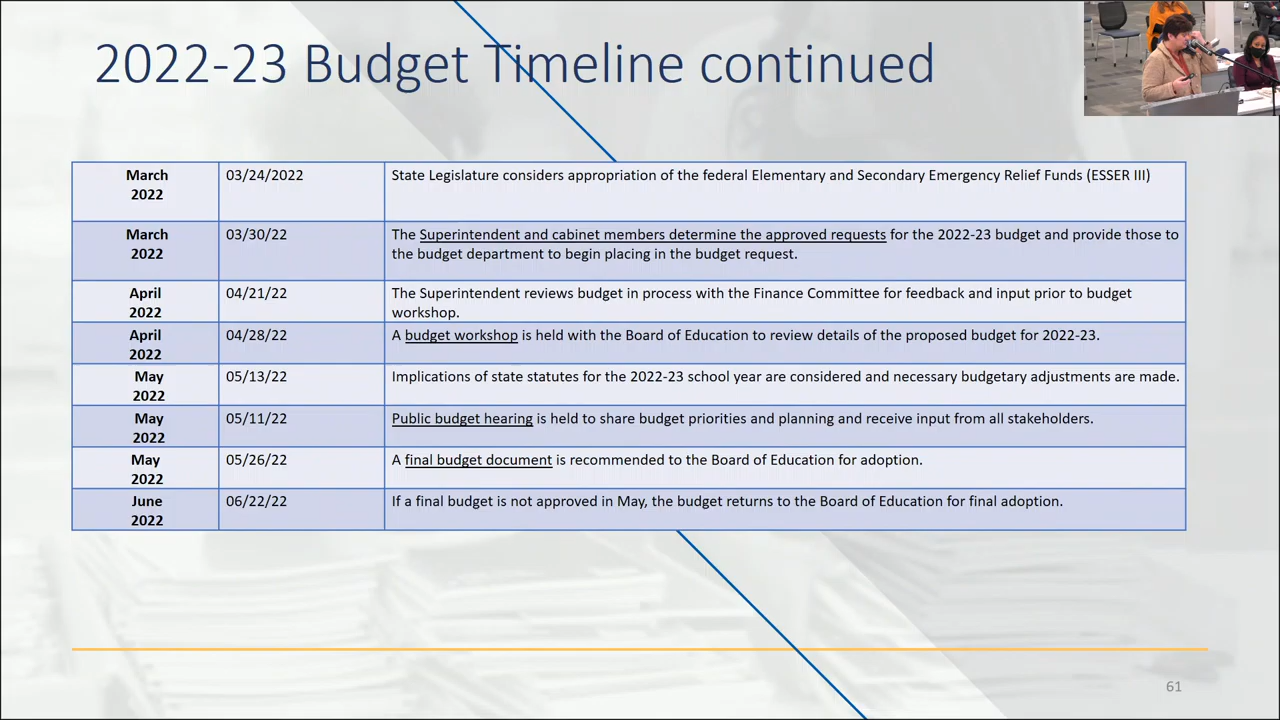 2022-23 Budget Timeline continued
March 2022 03/24/2022 State Legislature considers appropriation of the federal Elementary and Secondary Emergency Relief Funds (ESSER III)
March 2022 03/30/22 The Superintendent and cabinet members determine the approved requests for the 2022-23 budget and provide those to
the budget department to begin placing in the budget request.
April 2022 04/21/22 The Superintendent reviews budget in process with the Finance Committee for feedback and input prior to budget
workshop.
April 2022 04/28/22 A budget workshop is held with the Board of Education to review details of the proposed budget for 2022-23.
May 2022 05/13/22 Implications of state statutes for the 2022-23 school year are considered and necessary budgetary adjustments are made.
May 2022 05/11/22 Public budget hearing is held to share budget priorities and planning and receive input from all stakeholders.
May 2022 05/26/22 A final budget document is recommended to the Board of Education for adoption.
June 2022 06/22/22 If a final budget is not approved in May, the budget returns to the Board of Education for final adoption.
61